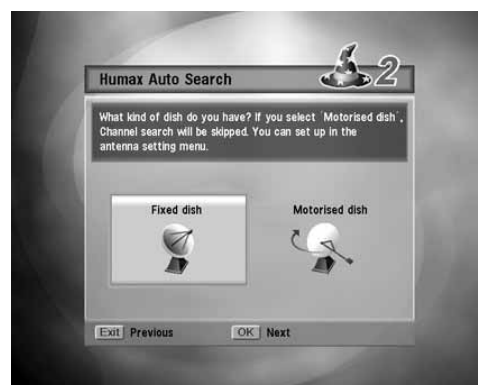 2
Humax Auto Search
What kind of dish do you have? If you select `Motorised dish´,
Channel search will be skipped. You can set up in the
antenna setting menu.
Fixed dish
Motorised dish
Exit Previous
OK Next